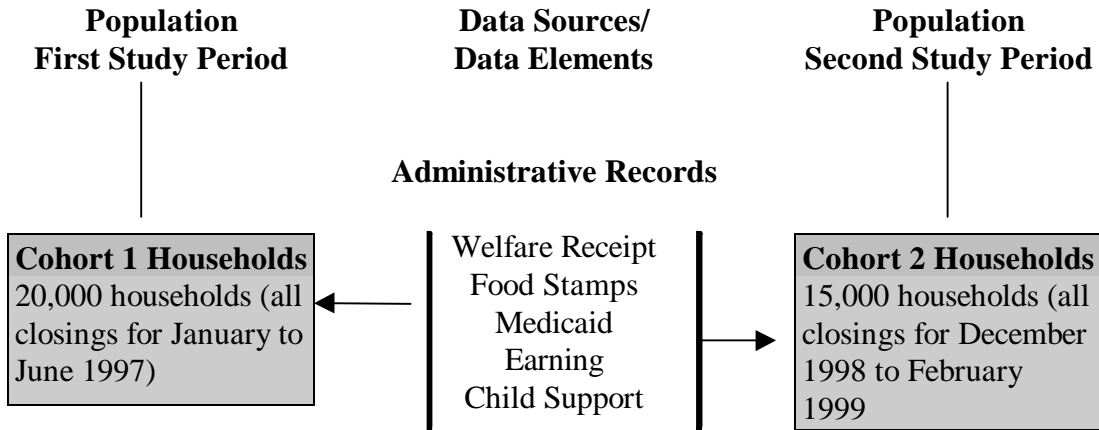 Population
First Study Period
Data Sources/
Data Elements
Population
Second Study Period
Administrative Records
Cohort 1 Households
20,000 households (all
closings for January to
June 1997)
Welfare Receipt
Food Stamps
Medicaid
Earning
Child Support
Cohort 2 Households
15,000 households (all
closings for December
1998 to February
1999